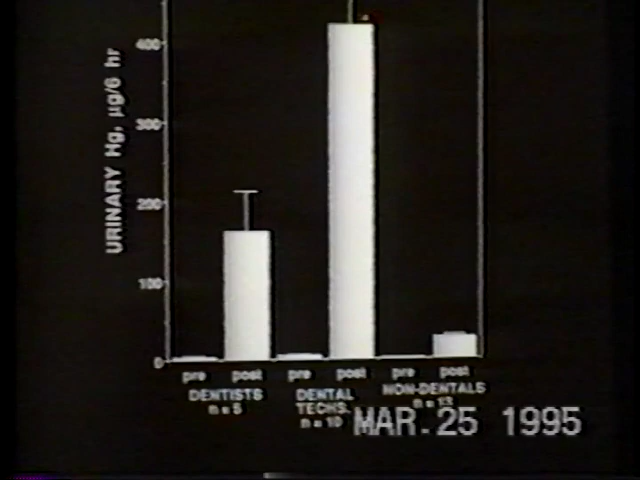 URINARY Hg, µg/6 hr
400
300
200
100
0
pre post pre post pre post
DENTISTS
n = 5
DENTAL
TECHS.
n = 10
NON-DENTALS
n = 13
MAR. 25 1995